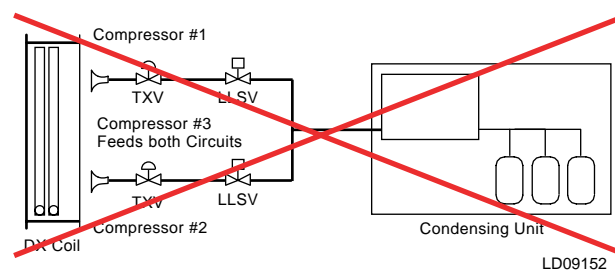 Compressor #1
TXV
LLSV
Compressor #3
Feeds both Circuits
TXV
LLSV
Compressor #2
DX Coil
Condensing Unit
LD09152